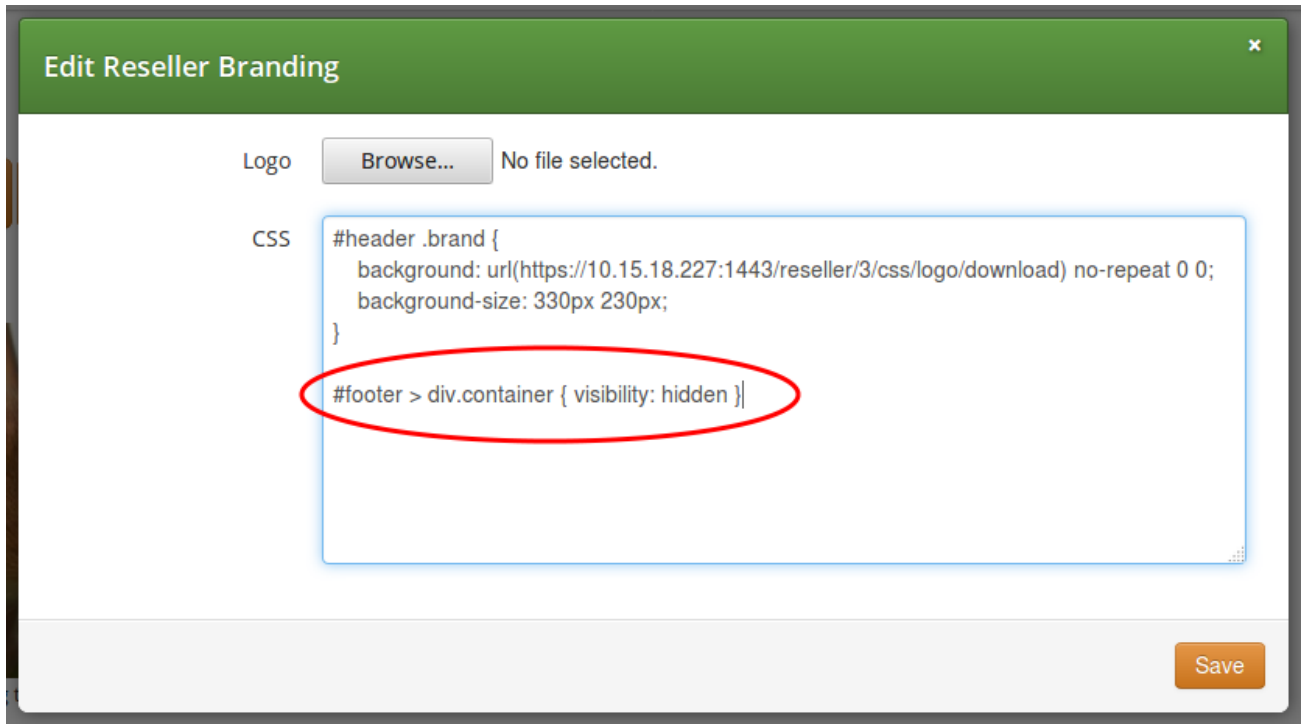 Edit Reseller Branding
×
Logo
Browse... No file selected.
CSS
#header .brand {
background: url(https://10.15.18.227:1443/reseller/3/css/logo/download) no-repeat 0 0;
background-size: 330px 230px;
}
#footer > div.container { visibility: hidden }
Save